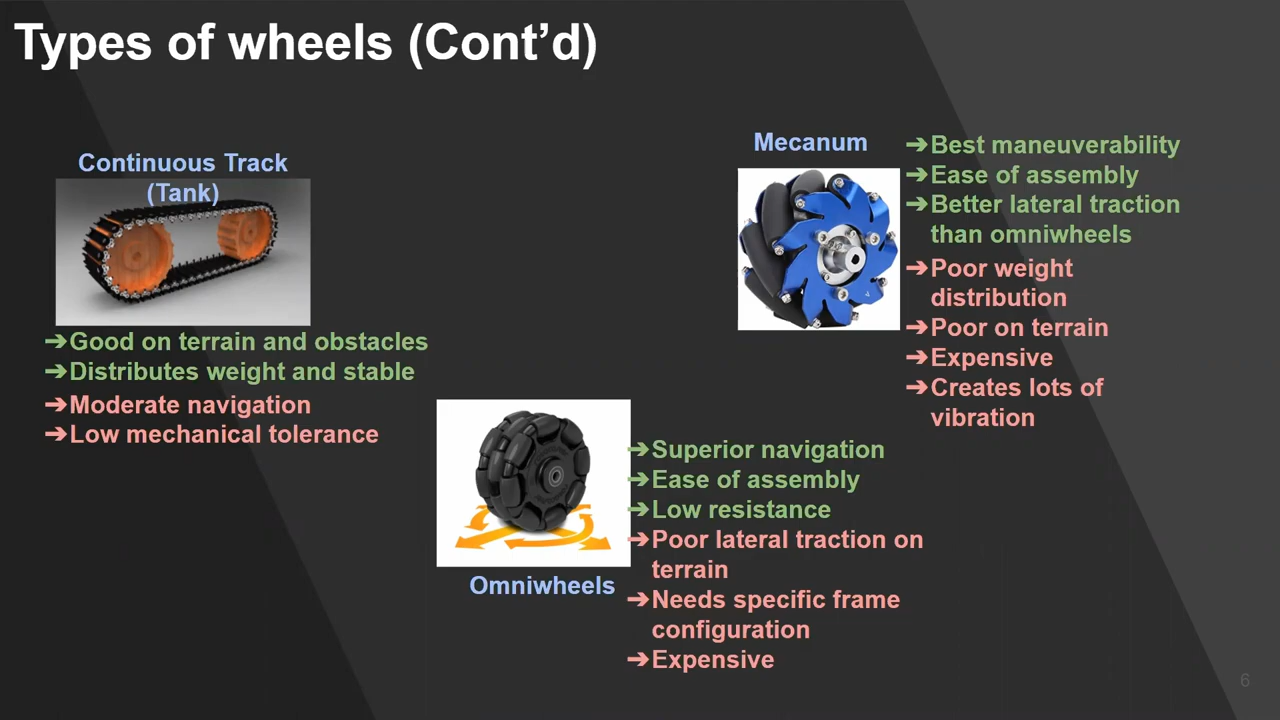 Types of wheels (Cont’d)
Continuous Track
(Tank)
➔Good on terrain and obstacles
➔Distributes weight and stable
➔Moderate navigation
➔Low mechanical tolerance
Omniwheels
➔Superior navigation
➔Ease of assembly
➔Low resistance
➔Poor lateral traction on
terrain
➔Needs specific frame
configuration
➔Expensive
Mecanum
➔Best maneuverability
➔Ease of assembly
➔Better lateral traction
than omniwheels
➔Poor weight
distribution
➔Poor on terrain
➔Expensive
➔Creates lots of
vibration
6